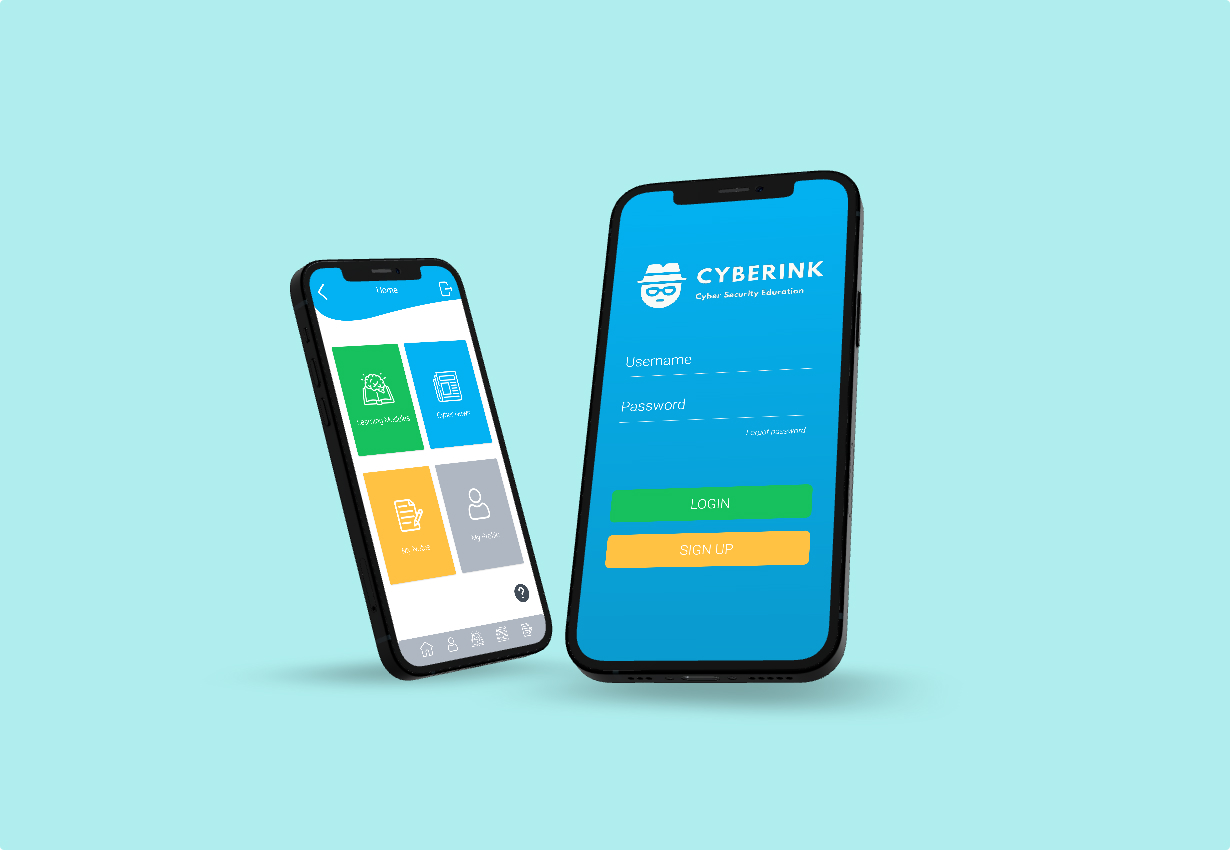 Home
Learning Modules
Cyber News
My Notes
My Profile
?
CYBERINK
Cyber Security Education
Username
Password
Forgot password
LOGIN
SIGN UP